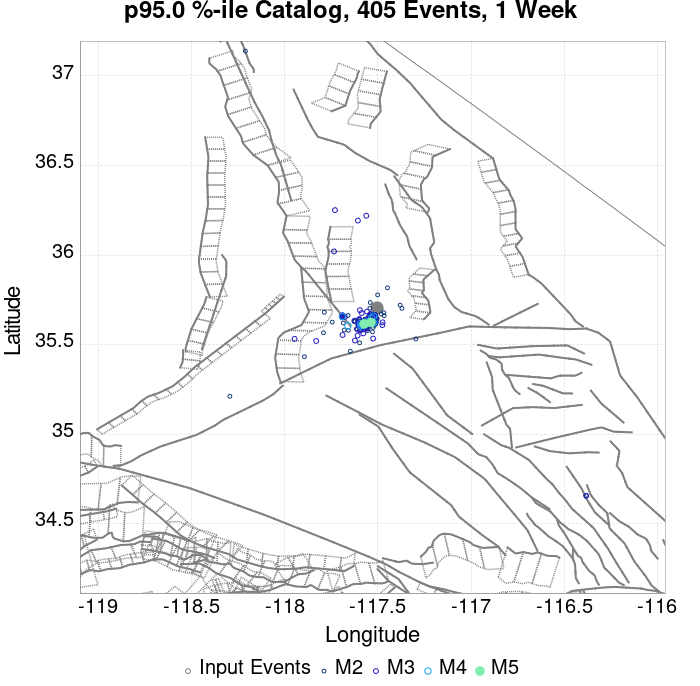 p95.0 %-ile Catalog, 405 Events, 1 Week
37
36.5
36
35.5
35
34.5
Latitude
-119 -118.5 -118 -117.5 -117 -116.5 -116
Longitude
Input Events M2 M3 M4 M5